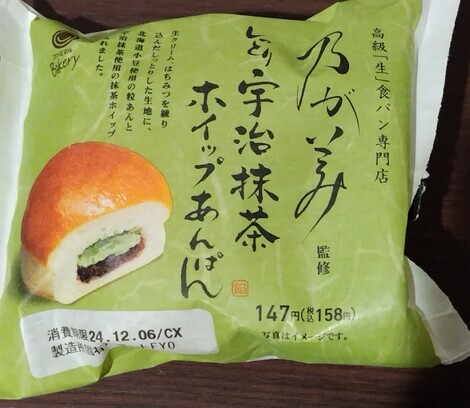 高級「生」食パン専門店
乃がみ 監修
宇治抹茶
ホイップあんぱん
生クリーム、はちみつを練り
込んだしっとりした生地に、
北海道小豆使用の粒あんと
宇治抹茶使用の抹茶ホイップ
れました。
Bakery
147円(税込158円)
写真はイメージです。
消費期限24.12.06/CX